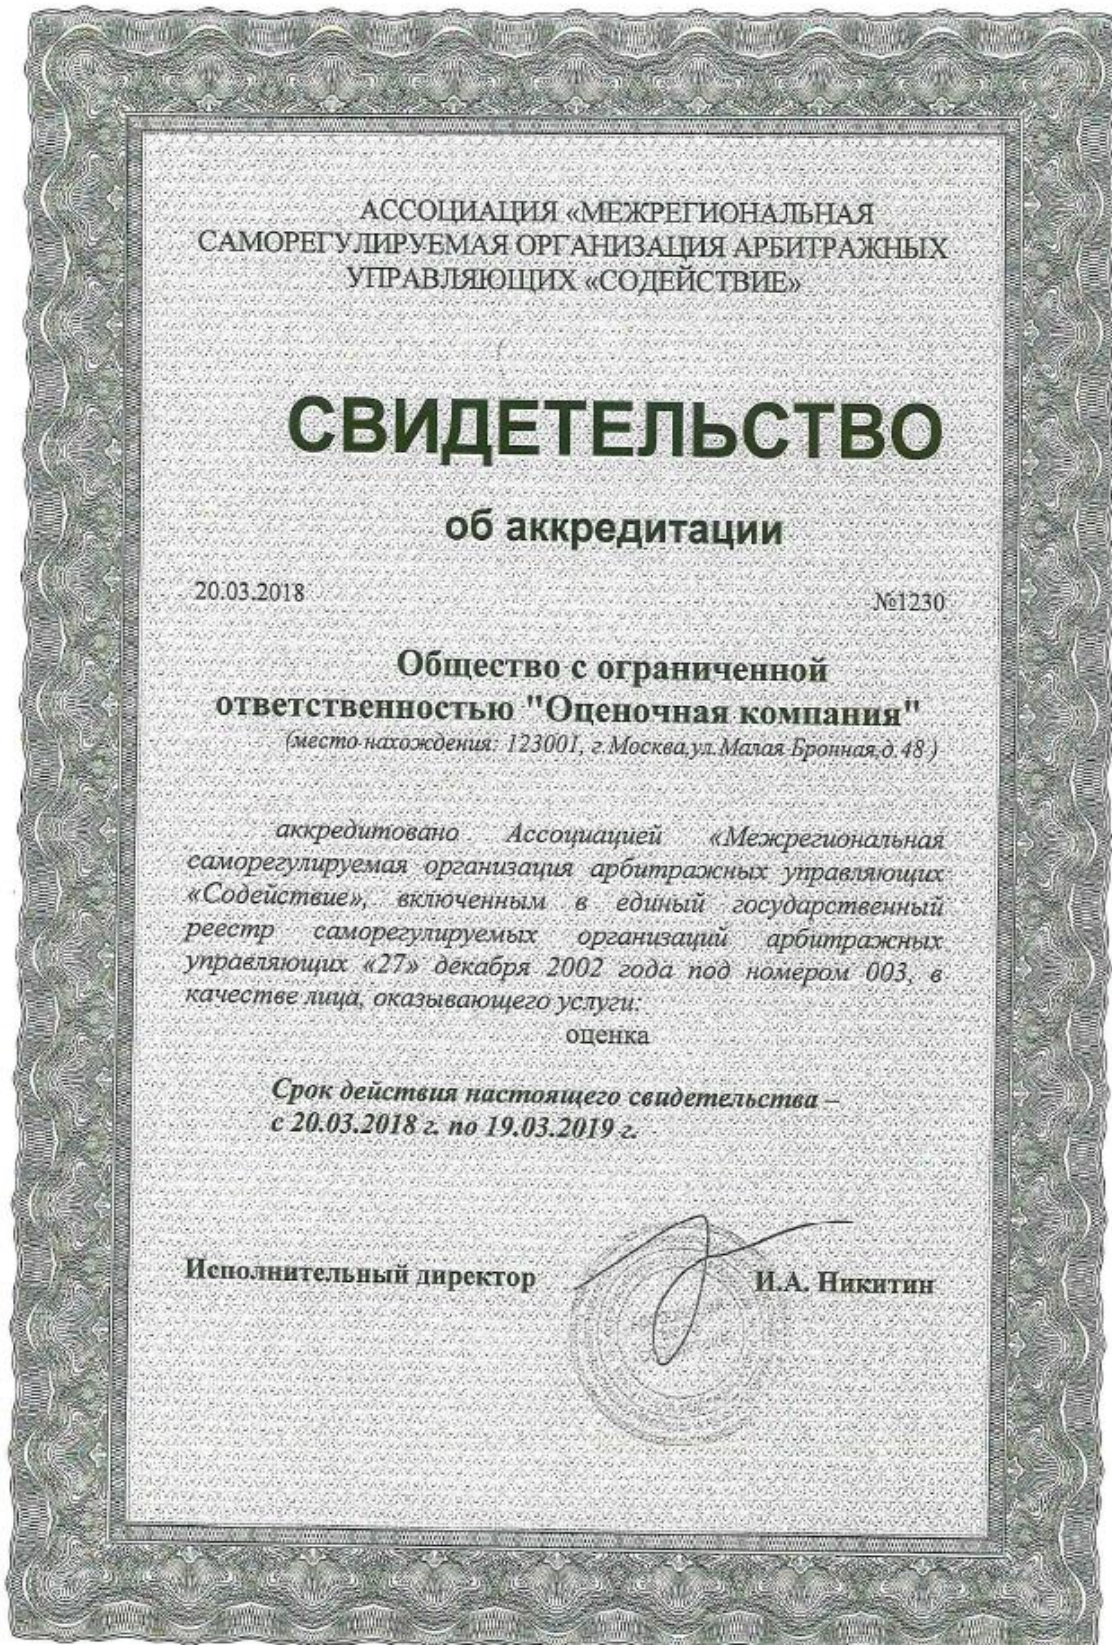 АССОЦИАЦИЯ «МЕЖРЕГИОНАЛЬНАЯ
САМОРЕГУЛИРУЕМАЯ ОРГАНИЗАЦИЯ АРБИТРАЖНЫХ
УПРАВЛЯЮЩИХ «СОДЕЙСТВИЕ»
СВИДЕТЕЛЬСТВО
об аккредитации
20.03.2018 №1230
Общество с ограниченной
ответственностью "Оценочная компания"
(место нахождения: 123001, г.Москва,ул.Малая Бронная,д.48 )
аккредитовано Ассоциацией «Межрегиональная
саморегулируемая организация арбитражных управляющих
«Содействие», включенным в единый государственный
реестр саморегулируемых организаций арбитражных
управляющих «27» декабря 2002 года под номером 003, в
качестве лица, оказывающего услуги:
оценка
Срок действия настоящего свидетельства –
с 20.03.2018 г. по 19.03.2019 г.
Исполнительный директор И.А. Никитин